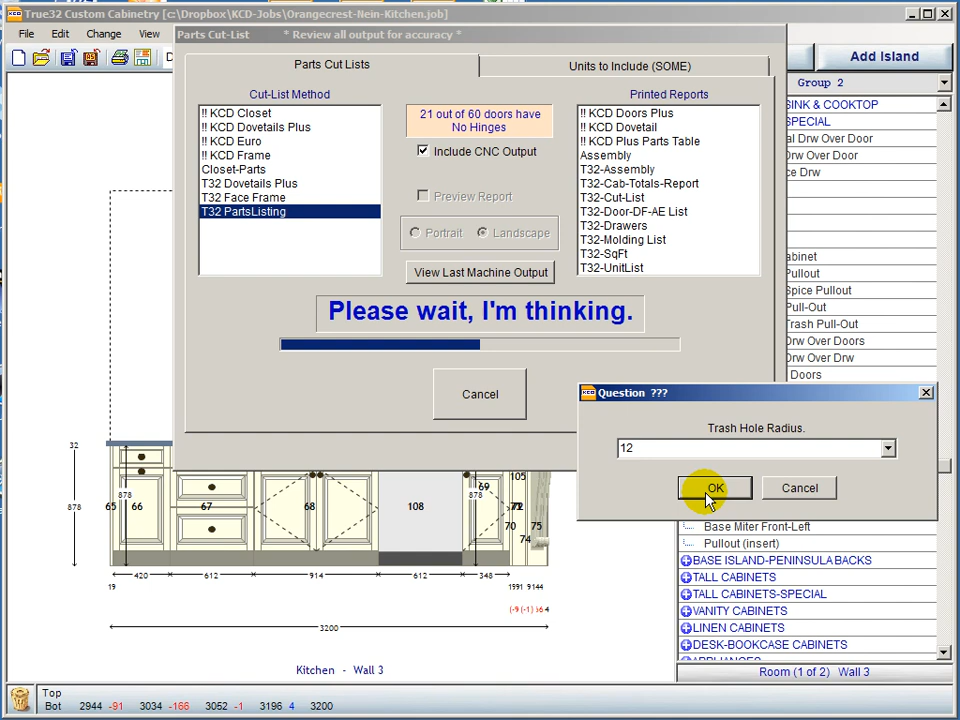 True32 Custom Cabinetry [c:\Dropbox\KCD-Jobs\Orangecrest-Nein-Kitchen.job]
File Edit Change View
Parts Cut-List * Review all output for accuracy *
Add Island
Parts Cut Lists
Units to Include (SOME)
Group 2
Cut-List Method
!! KCD Closet
!! KCD Dovetails Plus
!! KCD Euro
!! KCD Frame
Closet-Parts
T32 Dovetails Plus
T32 Face Frame
T32 PartsListing
21 out of 60 doors have
No Hinges
Include CNC Output
Preview Report
Portrait Landscape
View Last Machine Output
Printed Reports
!! KCD Doors Plus
!! KCD Dovetail
!! KCD Plus Parts Table
Assembly
T32-Assembly
T32-Cab-Totals-Report
T32-Cut-List
T32-Door-DF-AE List
T32-Drawers
T32-Molding List
T32-SqFt
T32-UnitList
Please wait, I'm thinking.
Cancel
Question ???
Trash Hole Radius.
12
OK Cancel
SINK & COOKTOP
SPECIAL
al Drw Over Door
Drw Over Door
ce Drw
abinet
Pullout
Spice Pullout
Pull-Out
Trash Pull-Out
Drw Over Doors
Drw Over Drw
Doors
Base Miter Front-Left
Pullout (insert)
BASE ISLAND-PENINSULA BACKS
TALL CABINETS
TALL CABINETS-SPECIAL
VANITY CABINETS
LINEN CABINETS
DESK-BOOKCASE CABINETS
Room (1 of 2) Wall 3
32
878
878
65 66 67 68 108
878
69
105
70
74
75
420 612 914 612 348
19
3200
Kitchen - Wall 3
Top
Bot 2944 -91 3034 -166 3052 -1 3196 4 3200